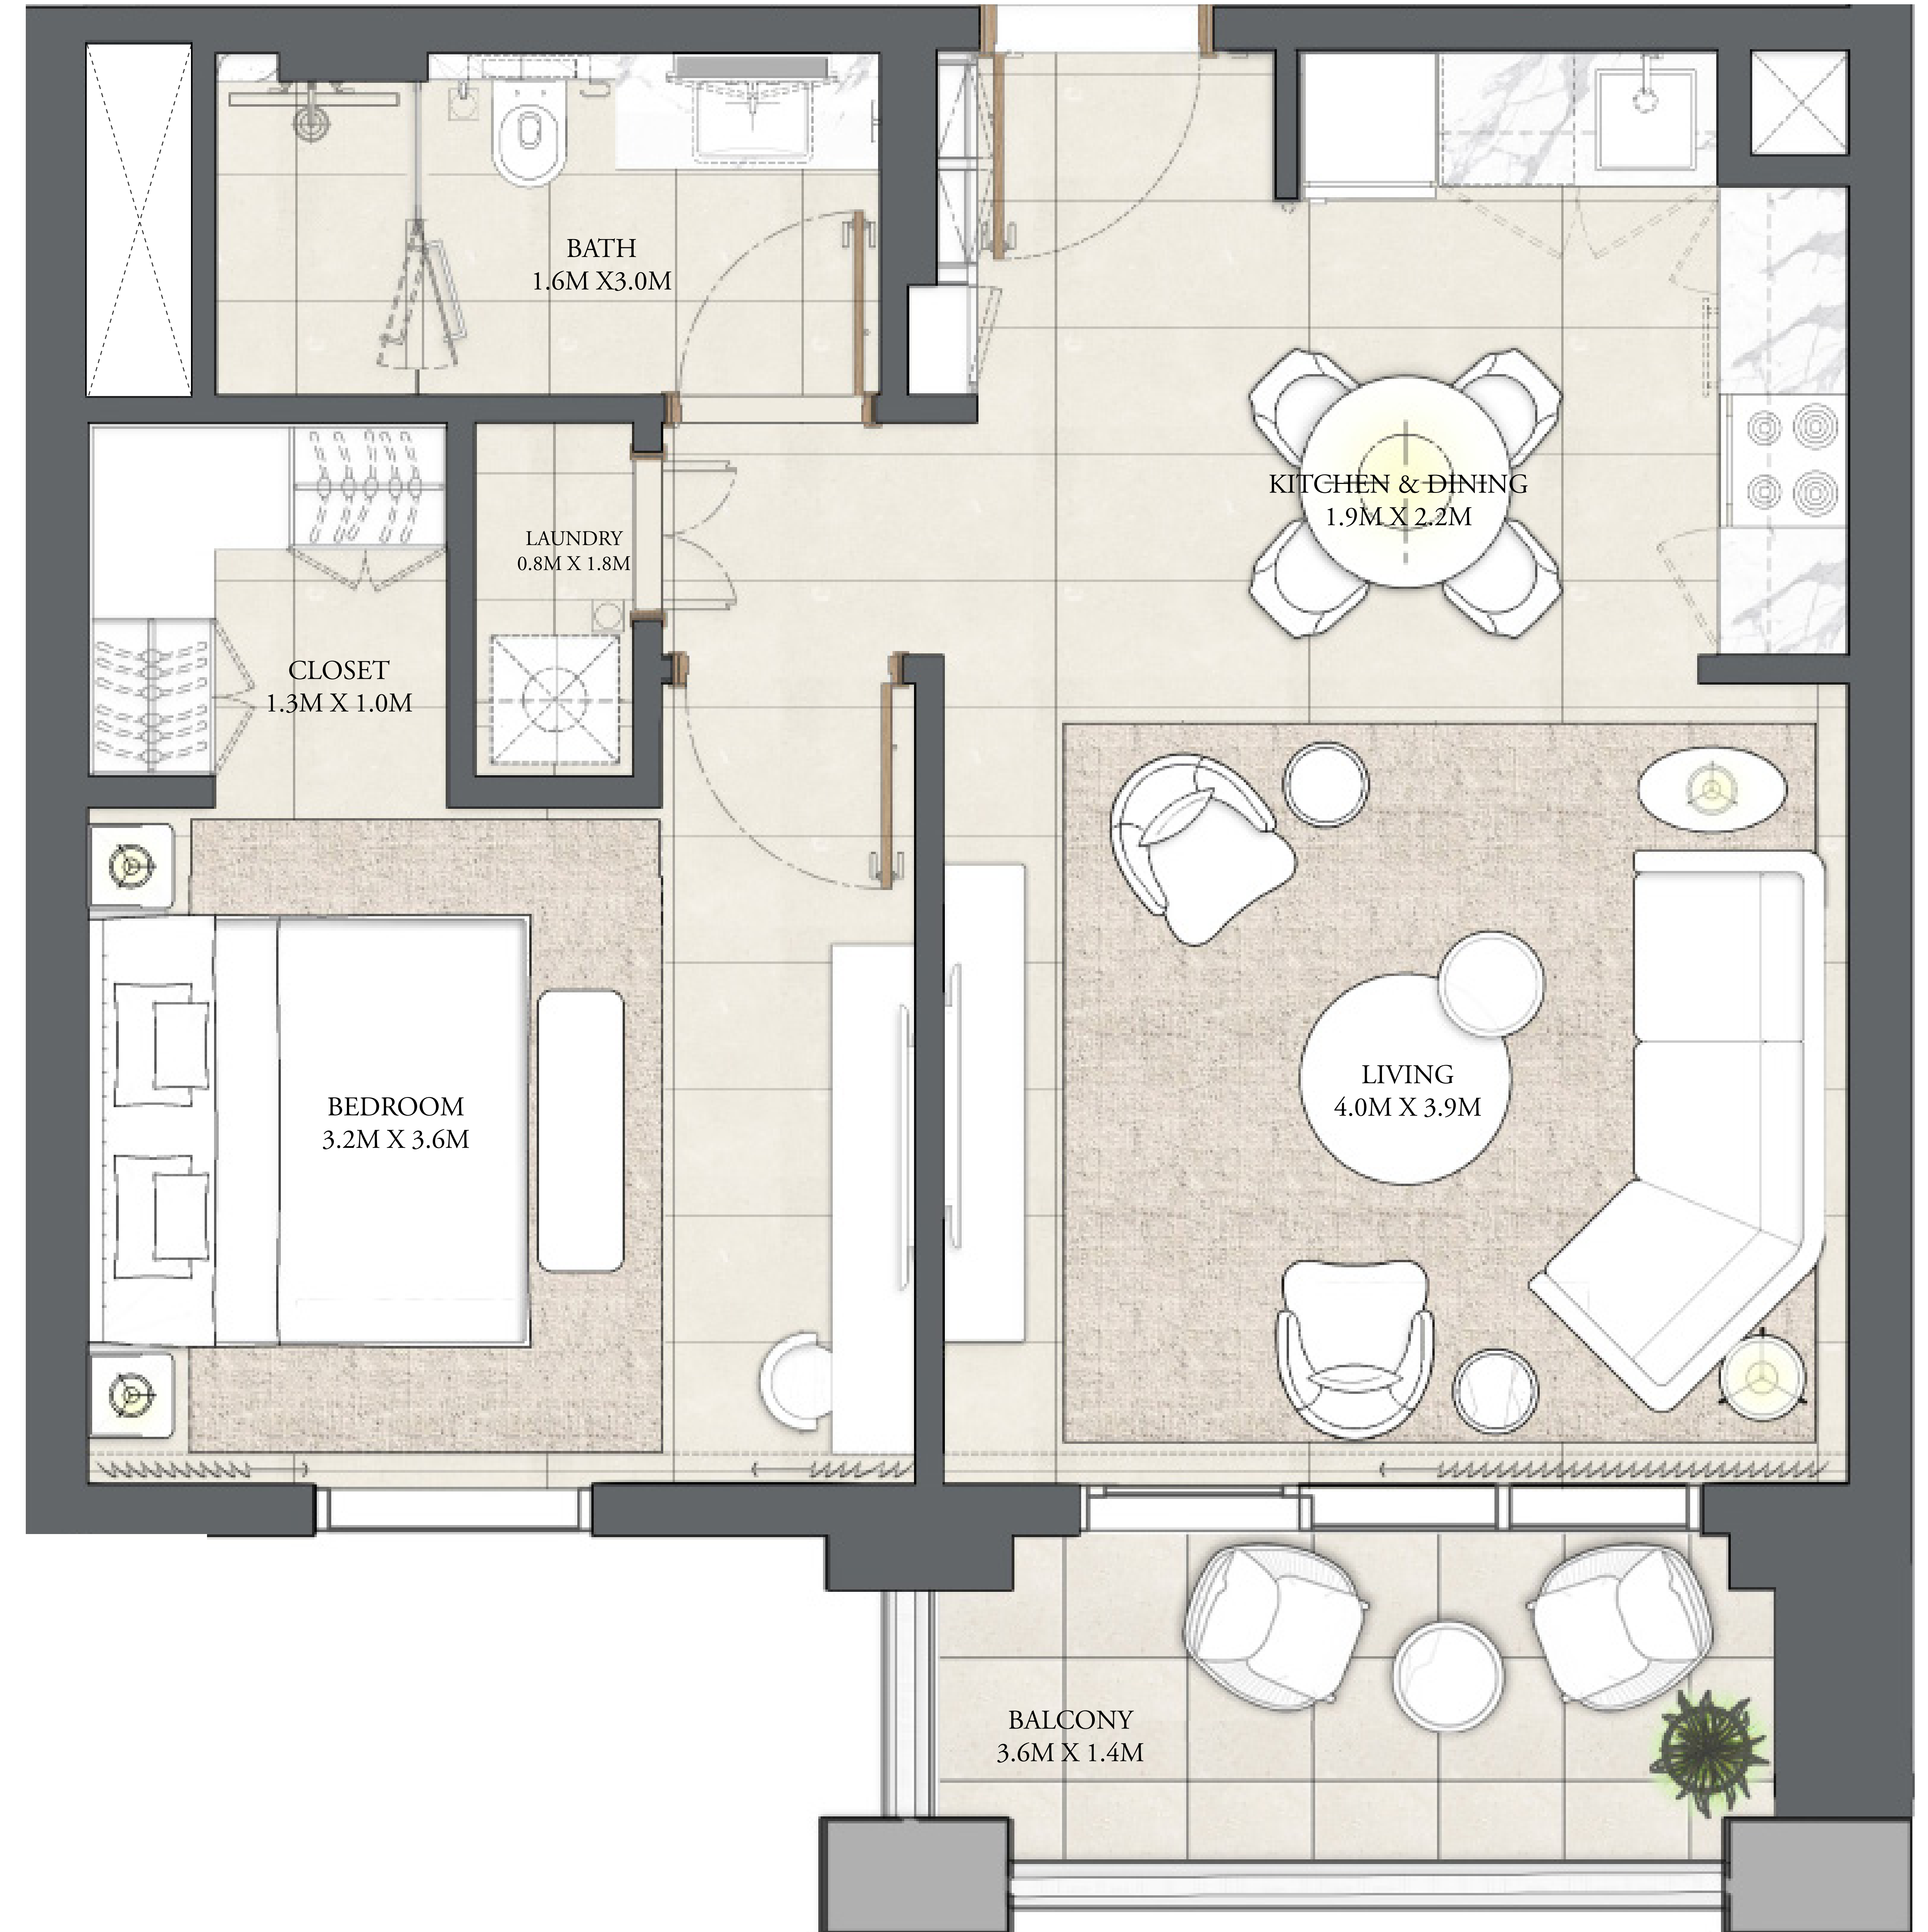 BATH
1.6M X3.0M
KITCHEN & DINING
1.9M X 2.2M
LAUNDRY
0.8M X 1.8M
CLOSET
1.3M X 1.0M
BEDROOM
3.2M X 3.6M
LIVING
4.0M X 3.9M
BALCONY
3.6M X 1.4M